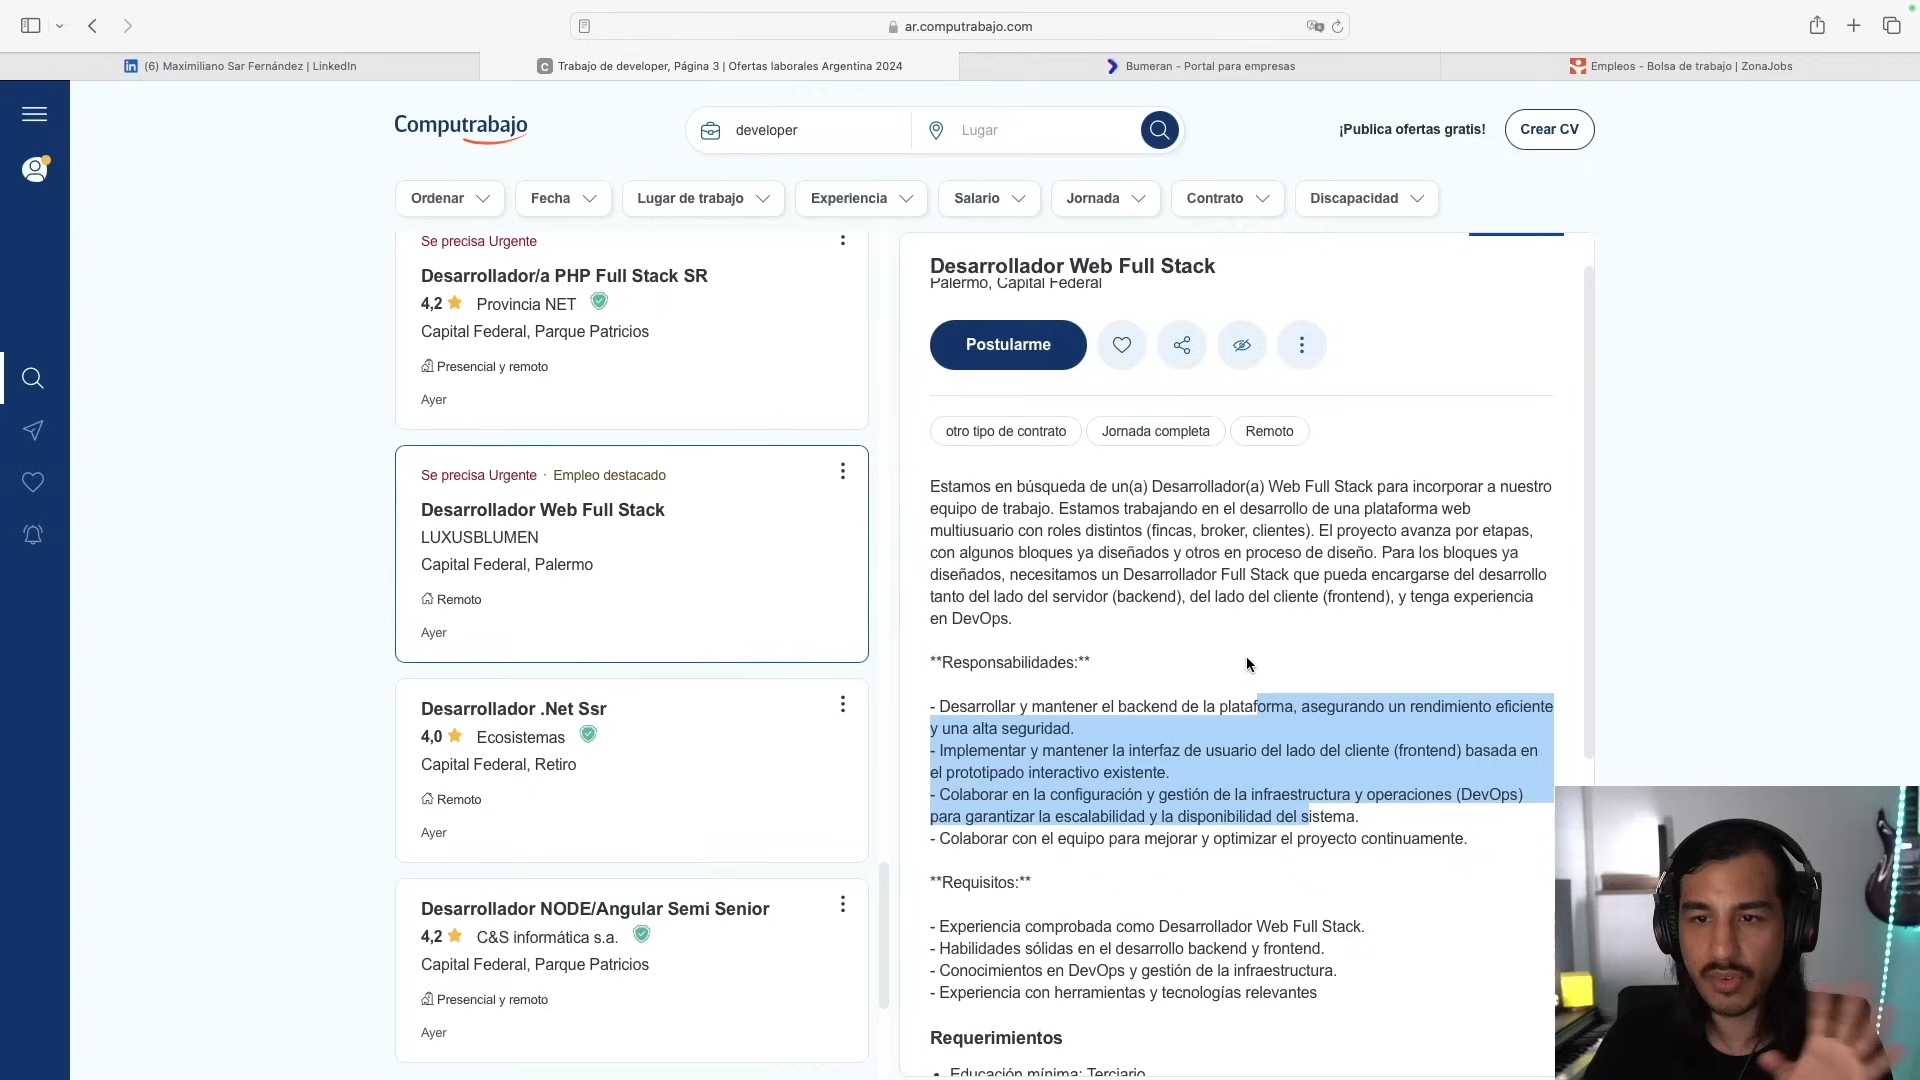 ar.computrabajo.com
(6) Maximiliano Sar Fernández | LinkedIn
Trabajo de developer, Página 3 | Ofertas laborales Argentina 2024
Bumeran - Portal para empresas
Empleos - Bolsa de trabajo | ZonaJobs
Computrabajo
developer
Lugar
¡Publica ofertas gratis!
Crear CV
Ordenar
Fecha
Lugar de trabajo
Experiencia
Salario
Jornada
Contrato
Discapacidad
Se precisa Urgente
Desarrollador/a PHP Full Stack SR
4,2 Provincia NET
Capital Federal, Parque Patricios
Presencial y remoto
Ayer
Se precisa Urgente · Empleo destacado
Desarrollador Web Full Stack
LUXUSBLUMEN
Capital Federal, Palermo
Remoto
Ayer
Desarrollador .Net Ssr
4,0 Ecosistemas
Capital Federal, Retiro
Remoto
Ayer
Desarrollador NODE/Angular Semi Senior
4,2 C&S informática s.a.
Capital Federal, Parque Patricios
Presencial y remoto
Ayer
Desarrollador Web Full Stack
Palermo, Capital Federal
Postularme
otro tipo de contrato
Jornada completa
Remoto
Estamos en búsqueda de un(a) Desarrollador(a) Web Full Stack para incorporar a nuestro
equipo de trabajo. Estamos trabajando en el desarrollo de una plataforma web
multiusuario con roles distintos (fincas, broker, clientes). El proyecto avanza por etapas,
con algunos bloques ya diseñados y otros en proceso de diseño. Para los bloques ya
diseñados, necesitamos un Desarrollador Full Stack que pueda encargarse del desarrollo
tanto del lado del servidor (backend), del lado del cliente (frontend), y tenga experiencia
en DevOps.
**Responsabilidades:**
- Desarrollar y mantener el backend de la plataforma, asegurando un rendimiento eficiente
y una alta seguridad.
- Implementar y mantener la interfaz de usuario del lado del cliente (frontend) basada en
el prototipado interactivo existente.
- Colaborar en la configuración y gestión de la infraestructura y operaciones (DevOps)
para garantizar la escalabilidad y la disponibilidad del sistema.
- Colaborar con el equipo para mejorar y optimizar el proyecto continuamente.
**Requisitos:**
- Experiencia comprobada como Desarrollador Web Full Stack.
- Habilidades sólidas en el desarrollo backend y frontend.
- Conocimientos en DevOps y gestión de la infraestructura.
- Experiencia con herramientas y tecnologías relevantes
Requerimientos
• Educación mínima: Terciario